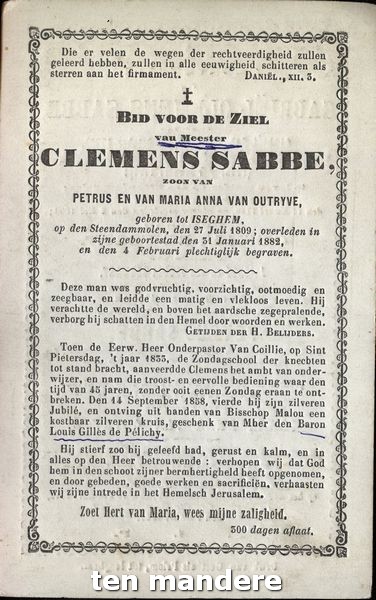 Die er velen de wegen der rechtveerdigheid zullen
geleerd hebben, zullen in alle eeuwigheid schitteren als
sterren aan het firmament. DANIËL., XII. 3.
BID VOOR DE ZIEL
van Meester
CLEMENS SABBE,
ZOON VAN
PETRUS EN VAN MARIA ANNA VAN OUTRYVE,
geboren tot ISEGHEM,
op den Steendammolen, den 27 Juli 1809; overleden in
zijne geboortestad den 31 Januari 1882,
en den 4 Februari plechtiglijk begraven.
Deze man was godvruchtig, voorzichtig, ootmoedig en
zeegbaar, en leidde een matig en vlekloos leven. Hij
verachtte de wereld, en boven het aardsche zegepralende,
verborg hij schatten in den Hemel door woorden en werken.
GETIJDEN DER H. BELIJDERS.
Toen de Eerw. Heer Onderpastor Van Coillie, op Sint
Pietersdag, 't jaar 1835, de Zondagschool der knechten
tot stand bracht, aanveerdde Clemens het ambt van onder-
wijzer, en nam die troost- en eervolle bediening waar den
tijd van 45 jaren, zonder ooit eenen Zondag eraan te ont-
breken. Den 14 September 1858, vierde hij zijn zilveren
Jubilé, en ontving uit handen van Bisschop Malou een
kostbaar zilveren kruis, geschenk van Mher den Baron
Louis Gillès de Pélichy.
Hij stierf zoo hij geleefd had, gerust en kalm, en in
alles op den Heer betrouwende: verhopen wij dat God
hem in den schoot zijner bermhertigheid heeft opgenomen,
en door gebeden, goede werken en sacrificiën, verhaasten
wij zijne intrede in het Hemelsch Jerusalem.
Zoet Hert van Maria, wees mijne zaligheid.
300 dagen aflaat.
ten mandere